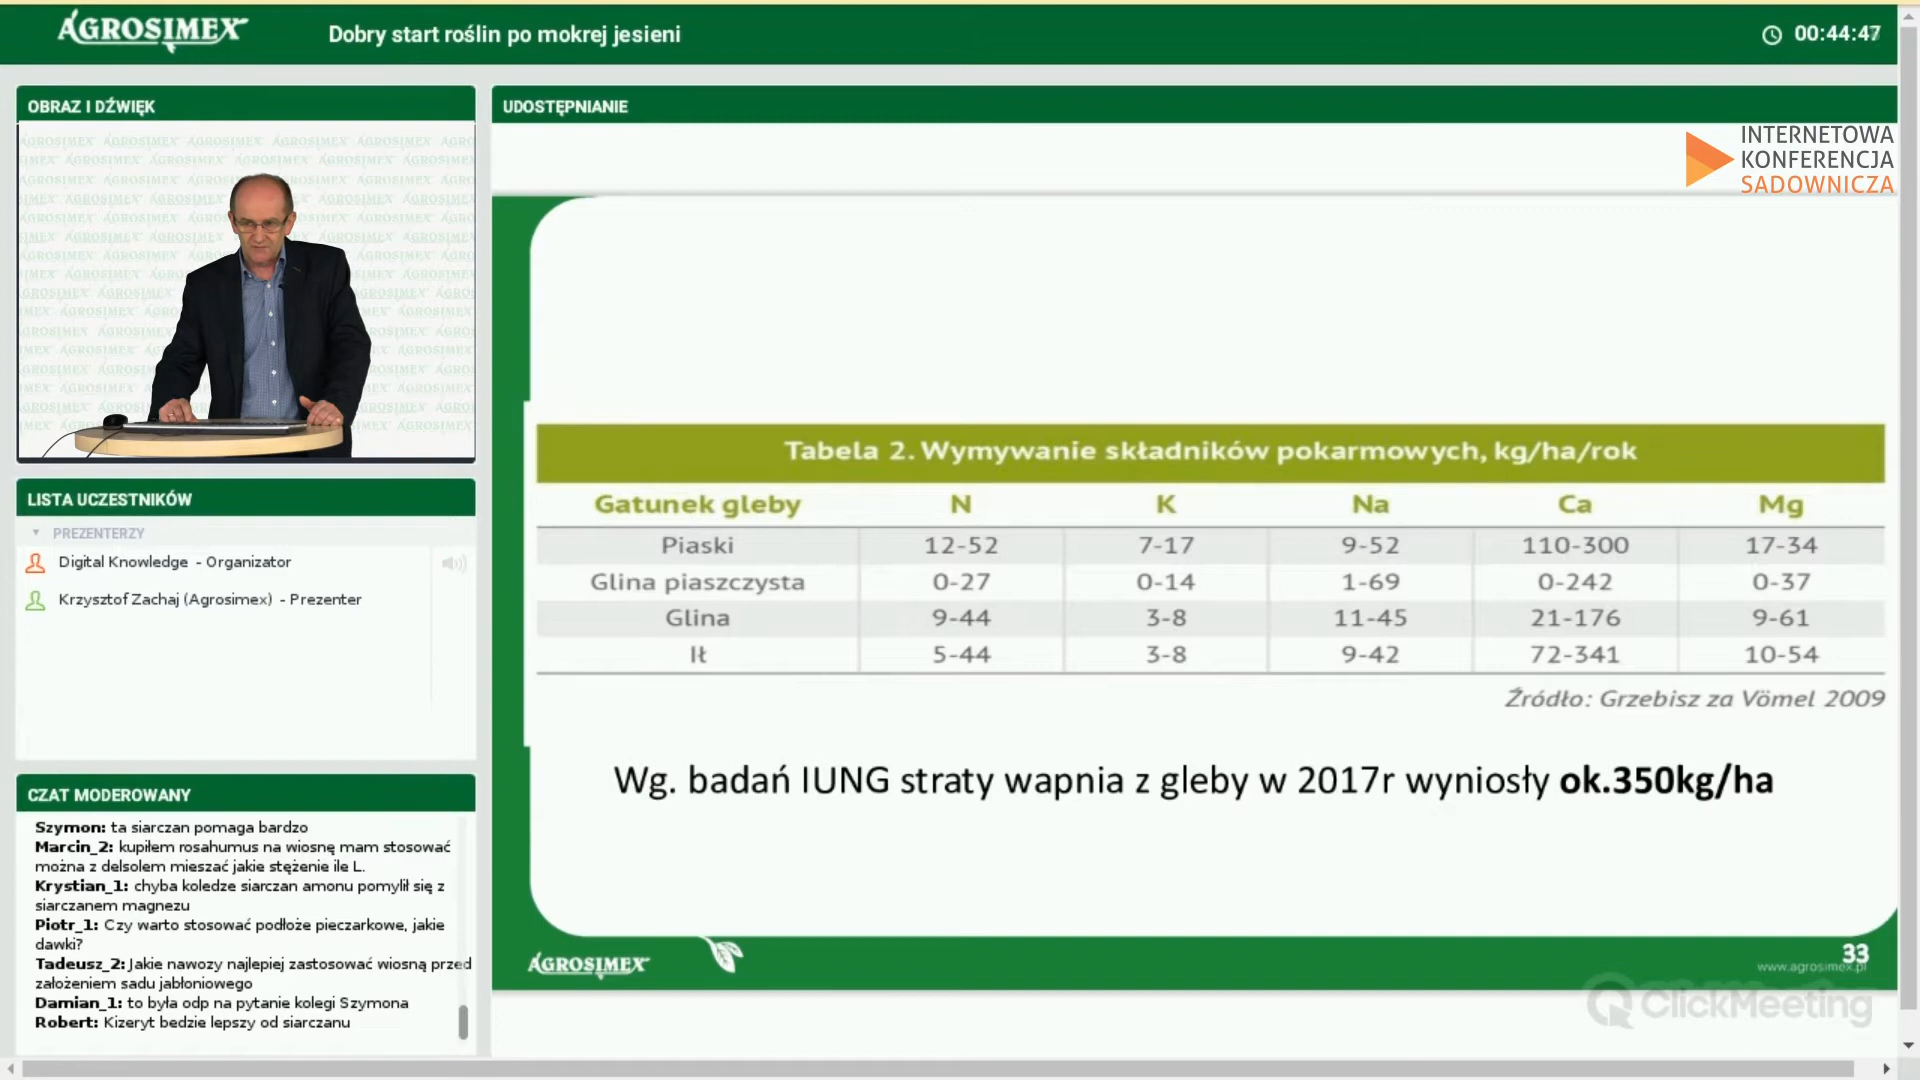 AGROSIMEX
Dobry start roślin po mokrej jesieni
00:44:47
OBRAZ I DŹWIĘK
LISTA UCZESTNIKÓW
PREZENTERZY
Digital Knowledge - Organizator
Krzysztof Zachaj (Agrosimex) - Prezenter
CZAT MODEROWANY
Szymon: ta siarczan pomaga bardzo
Marcin_2: kupiłem rosahumus na wiosnę mam stosować
można z delsolem mieszać jakie stężenie ile L.
Krystian_1: chyba koledze siarczan amonu pomylił się z
siarczanem magnezu
Piotr_1: Czy warto stosować podłoże pieczarkowe, jakie
dawki?
Tadeusz_2: Jakie nawozy najlepiej zastosować wiosną przed
założeniem sadu jabłoniowego
Damian_1: to była odp na pytanie kolegi Szymona
Robert: Kizeryt bedzie lepszy od siarczanu
UDOSTĘPNIANIE
INTERNETOWA
KONFERENCJA
SADOWNICZA
Tabela 2. Wymywanie składników pokarmowych, kg/ha/rok
Gatunek gleby N K Na Ca Mg
Piaski 12-52 7-17 9-52 110-300 17-34
Glina piaszczysta 0-27 0-14 1-69 0-242 0-37
Glina 9-44 3-8 11-45 21-176 9-61
Ił 5-44 3-8 9-42 72-341 10-54
Źródło: Grzebisz za Vömel 2009
Wg. badań IUNG straty wapnia z gleby w 2017r wyniosły ok.350kg/ha
AGROSIMEX
33
www.agrosimex.pl
ClickMeeting